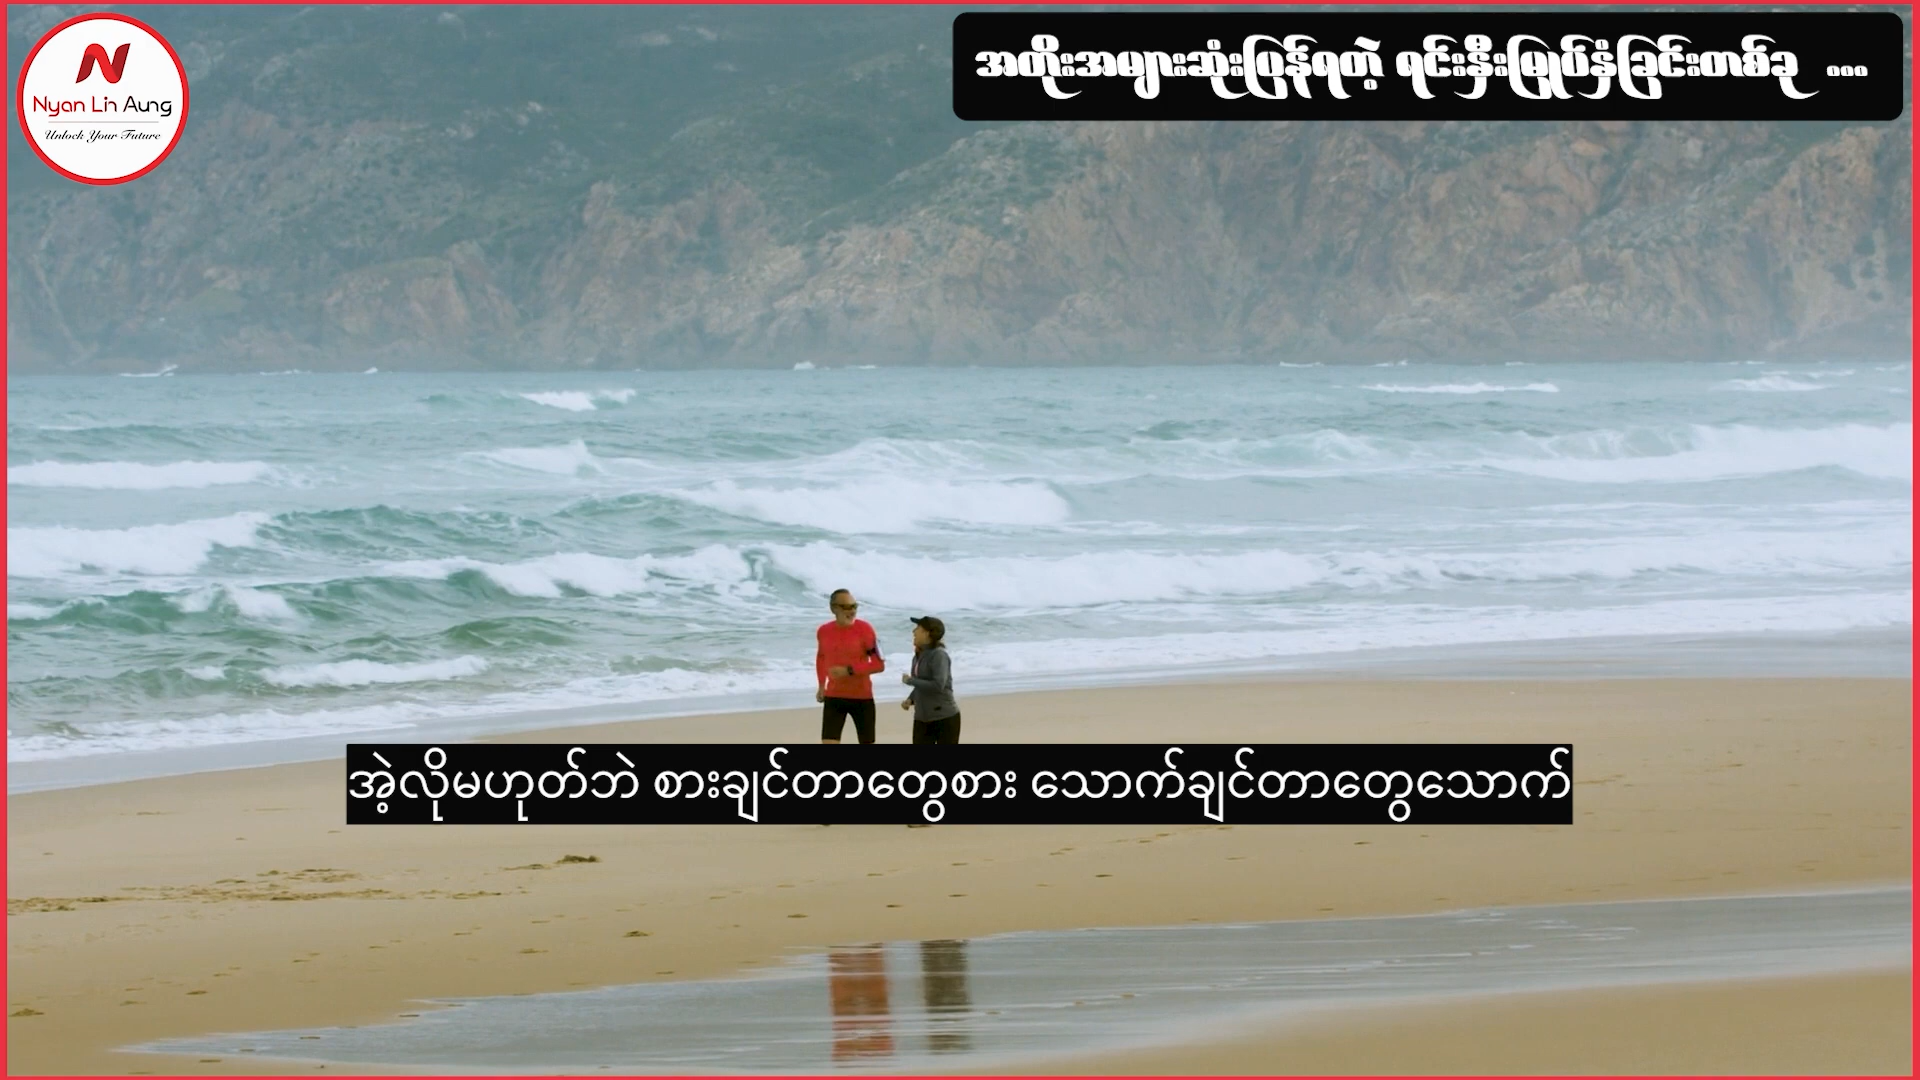 Nyan Lin Aung
Unlock Your Future
အတိုးအများဆုံးပြန်ရတဲ့ ရင်းနှီးမြှုပ်နှံခြင်းတစ်ခု ...
အဲ့လိုမဟုတ်ဘဲ စားချင်တာတွေစား သောက်ချင်တာတွေသောက်